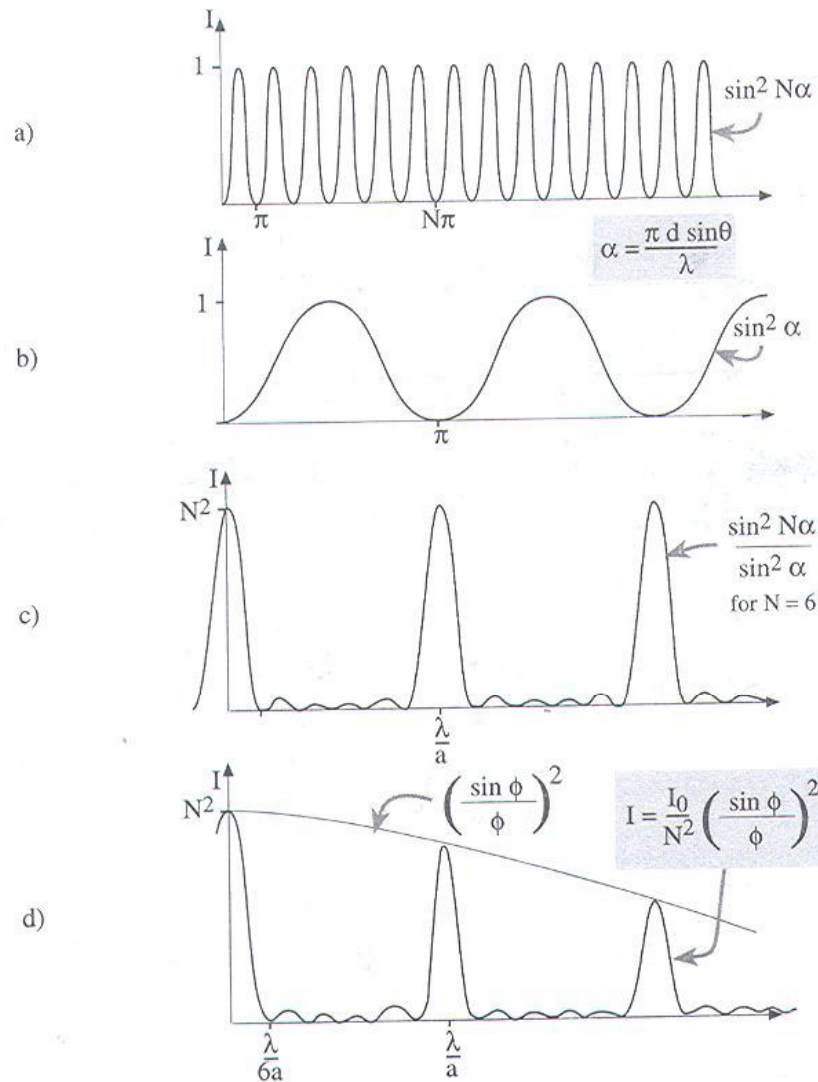 I
1
sin² Nα
a)
π
Nπ
I
α = π d sinθ / λ
1
sin² α
b)
π
I
N²
sin² Nα / sin² α
for N = 6
c)
λ/a
I
N²
(sin ϕ / ϕ)²
I = I₀/N² (sin ϕ / ϕ)²
d)
λ/6a
λ/a